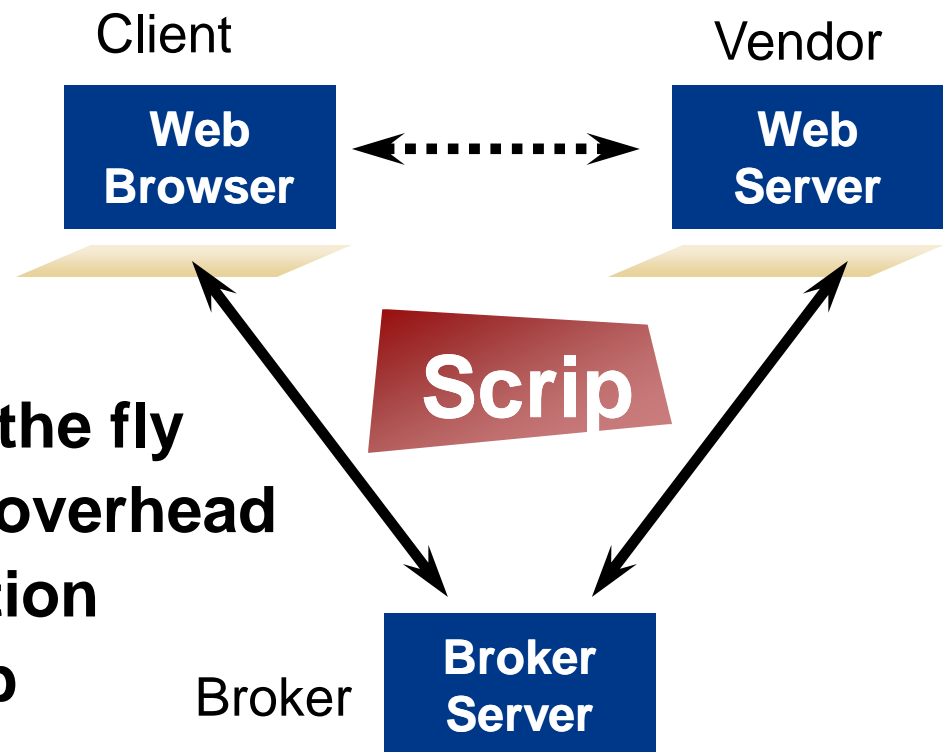 Client
Vendor
Web
Browser
Web
Server
Scrip
the fly
overhead
tion
Broker
Broker
Server